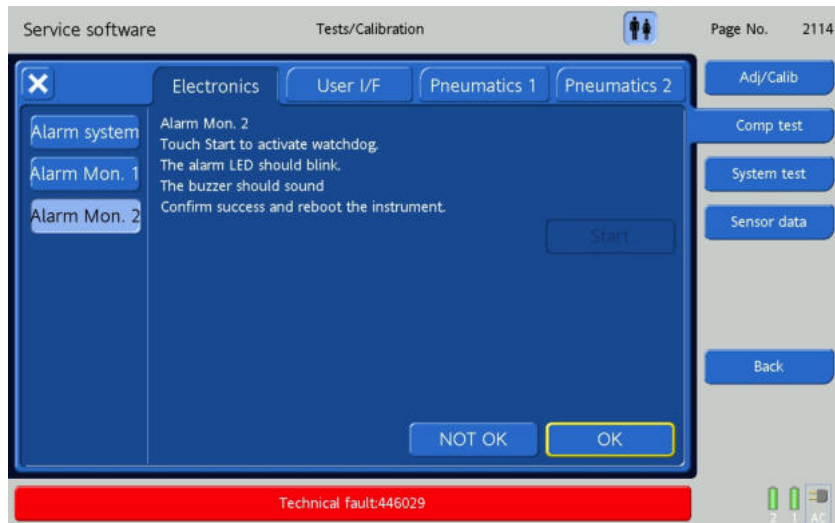 Service software
Tests/Calibration
Page No. 2114
Electronics
User I/F
Pneumatics 1
Pneumatics 2
Adj/Calib
Alarm system
Alarm Mon. 1
Alarm Mon. 2
Alarm Mon. 2
Touch Start to activate watchdog.
The alarm LED should blink.
The buzzer should sound
Confirm success and reboot the instrument.
Start
Comp test
System test
Sensor data
Back
NOT OK
OK
Technical fault:446029
2 1 AC